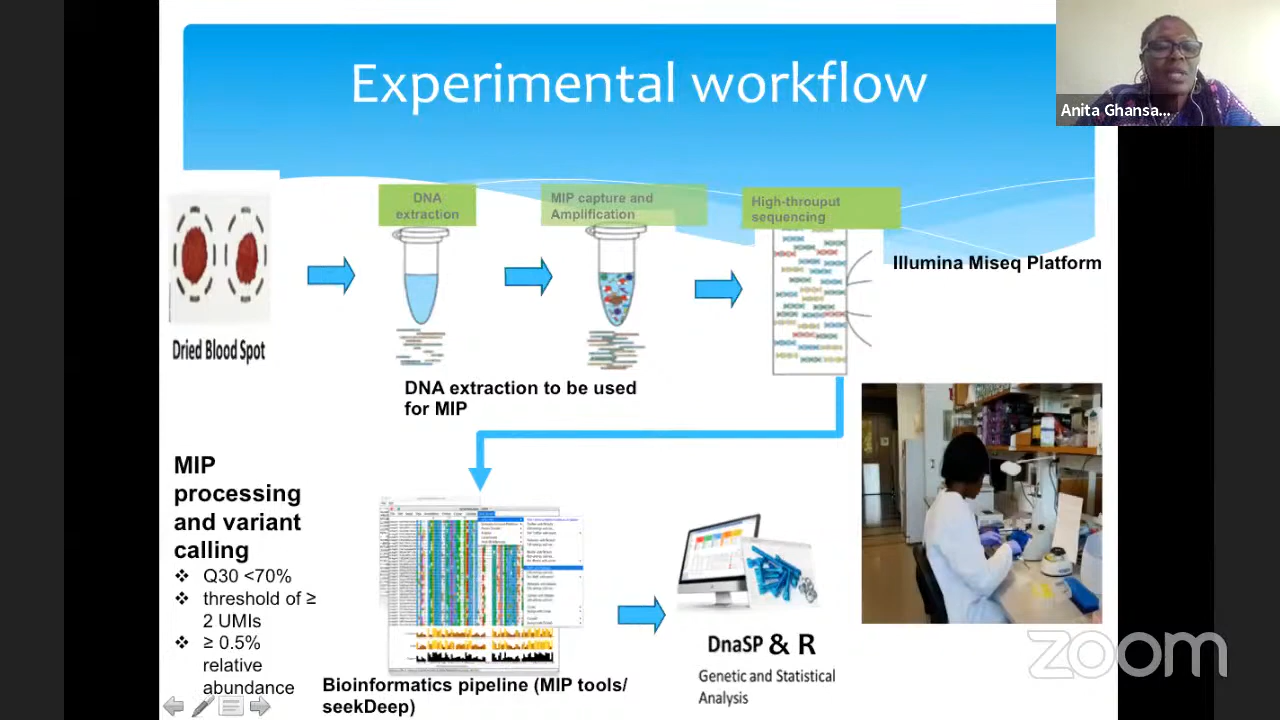 Experimental workflow
Anita Ghansa...
DNA
extraction
MIP capture and
Amplification
High-throuput
sequencing
Illumina Miseq Platform
Dried Blood Spot
DNA extraction to be used
for MIP
MIP
processing
and variant
calling
Q30 <70%
threshold of ≥
2 UMIs
≥ 0.5%
relative
abundance
DnaSP & R
Genetic and Statistical
Analysis
Bioinformatics pipeline (MIP tools/
seekDeep)
zoom